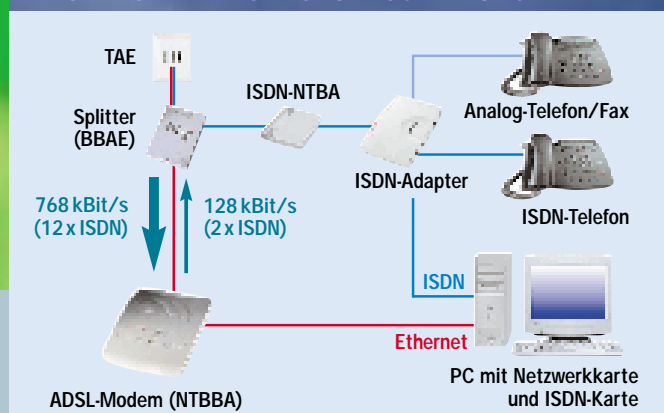 TAE
ISDN-NTBA
Splitter
(BBAE)
Analog-Telefon/Fax
ISDN-Adapter
768 kBit/s
(12 x ISDN)
128 kBit/s
(2 x ISDN)
ISDN-Telefon
ISDN
Ethernet
ADSL-Modem (NTBBA)
PC mit Netzwerkkarte
und ISDN-Karte